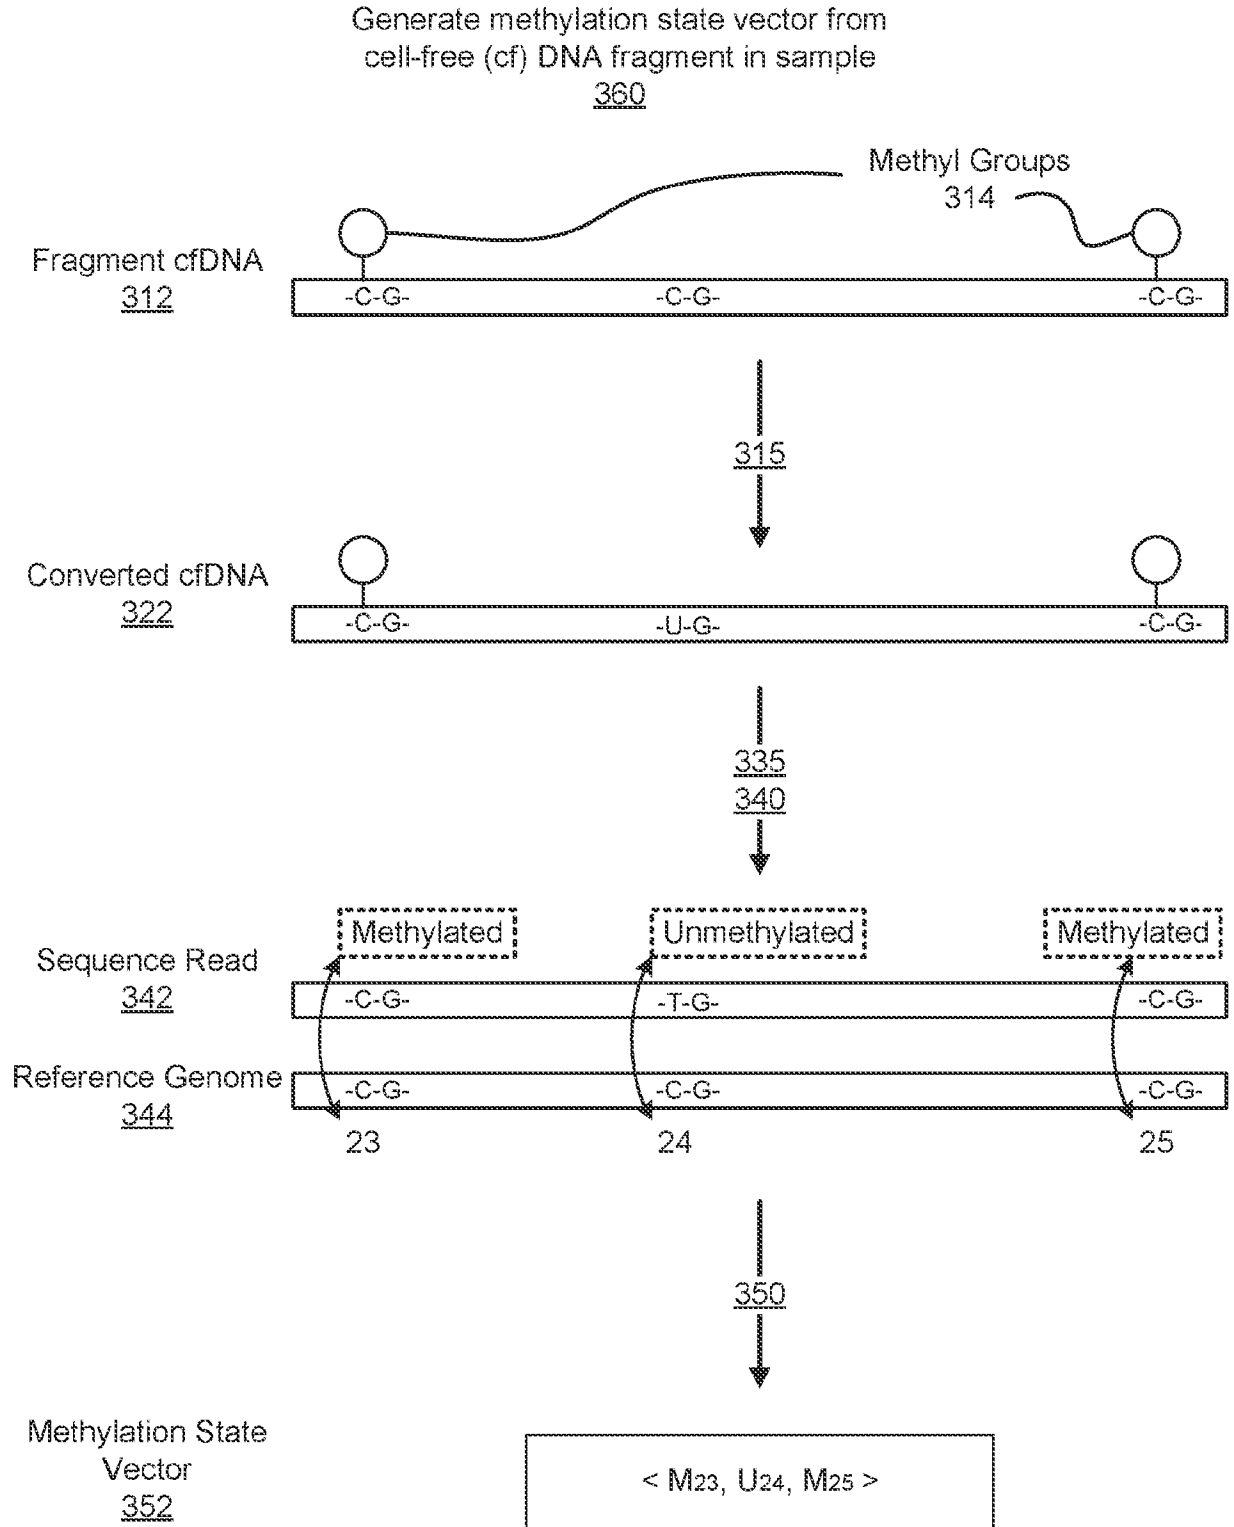 Generate methylation state vector from
cell-free (cf) DNA fragment in sample
360
Methyl Groups
314
Fragment cfDNA
312
-C-G- -C-G- -C-G-
315
Converted cfDNA
322
-C-G- -U-G- -C-G-
335
340
Methylated Unmethylated Methylated
Sequence Read
342
-C-G- -T-G- -C-G-
Reference Genome
344
-C-G- -C-G- -C-G-
23 24 25
350
Methylation State
Vector
352
< M23, U24, M25 >